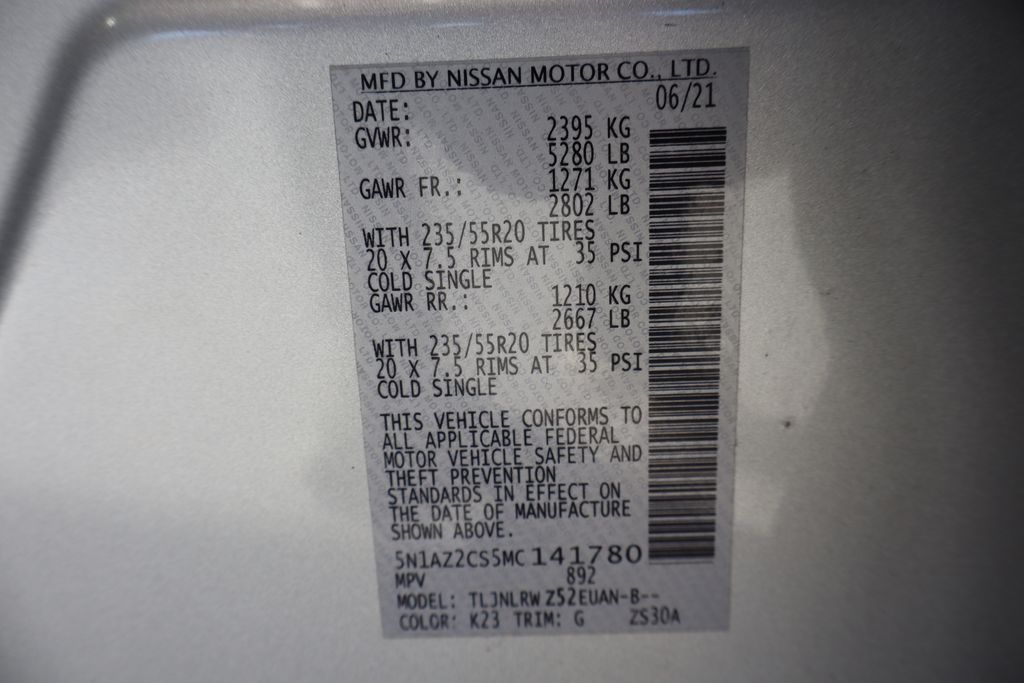 MFD BY NISSAN MOTOR CO., LTD.
DATE: 06/21
GVWR: 2395 KG
5280 LB
GAWR FR.: 1271 KG
2802 LB
WITH 235/55R20 TIRES
20 X 7.5 RIMS AT 35 PSI
COLD SINGLE
GAWR RR.: 1210 KG
2667 LB
WITH 235/55R20 TIRES
20 X 7.5 RIMS AT 35 PSI
COLD SINGLE
THIS VEHICLE CONFORMS TO
ALL APPLICABLE FEDERAL
MOTOR VEHICLE SAFETY AND
THEFT PREVENTION
STANDARDS IN EFFECT ON
THE DATE OF MANUFACTURE
SHOWN ABOVE.
5N1AZ2CS5MC141780
MPV 892
MODEL: TLJNLRW Z52EUAN-B--
COLOR: K23 TRIM: G ZS30A